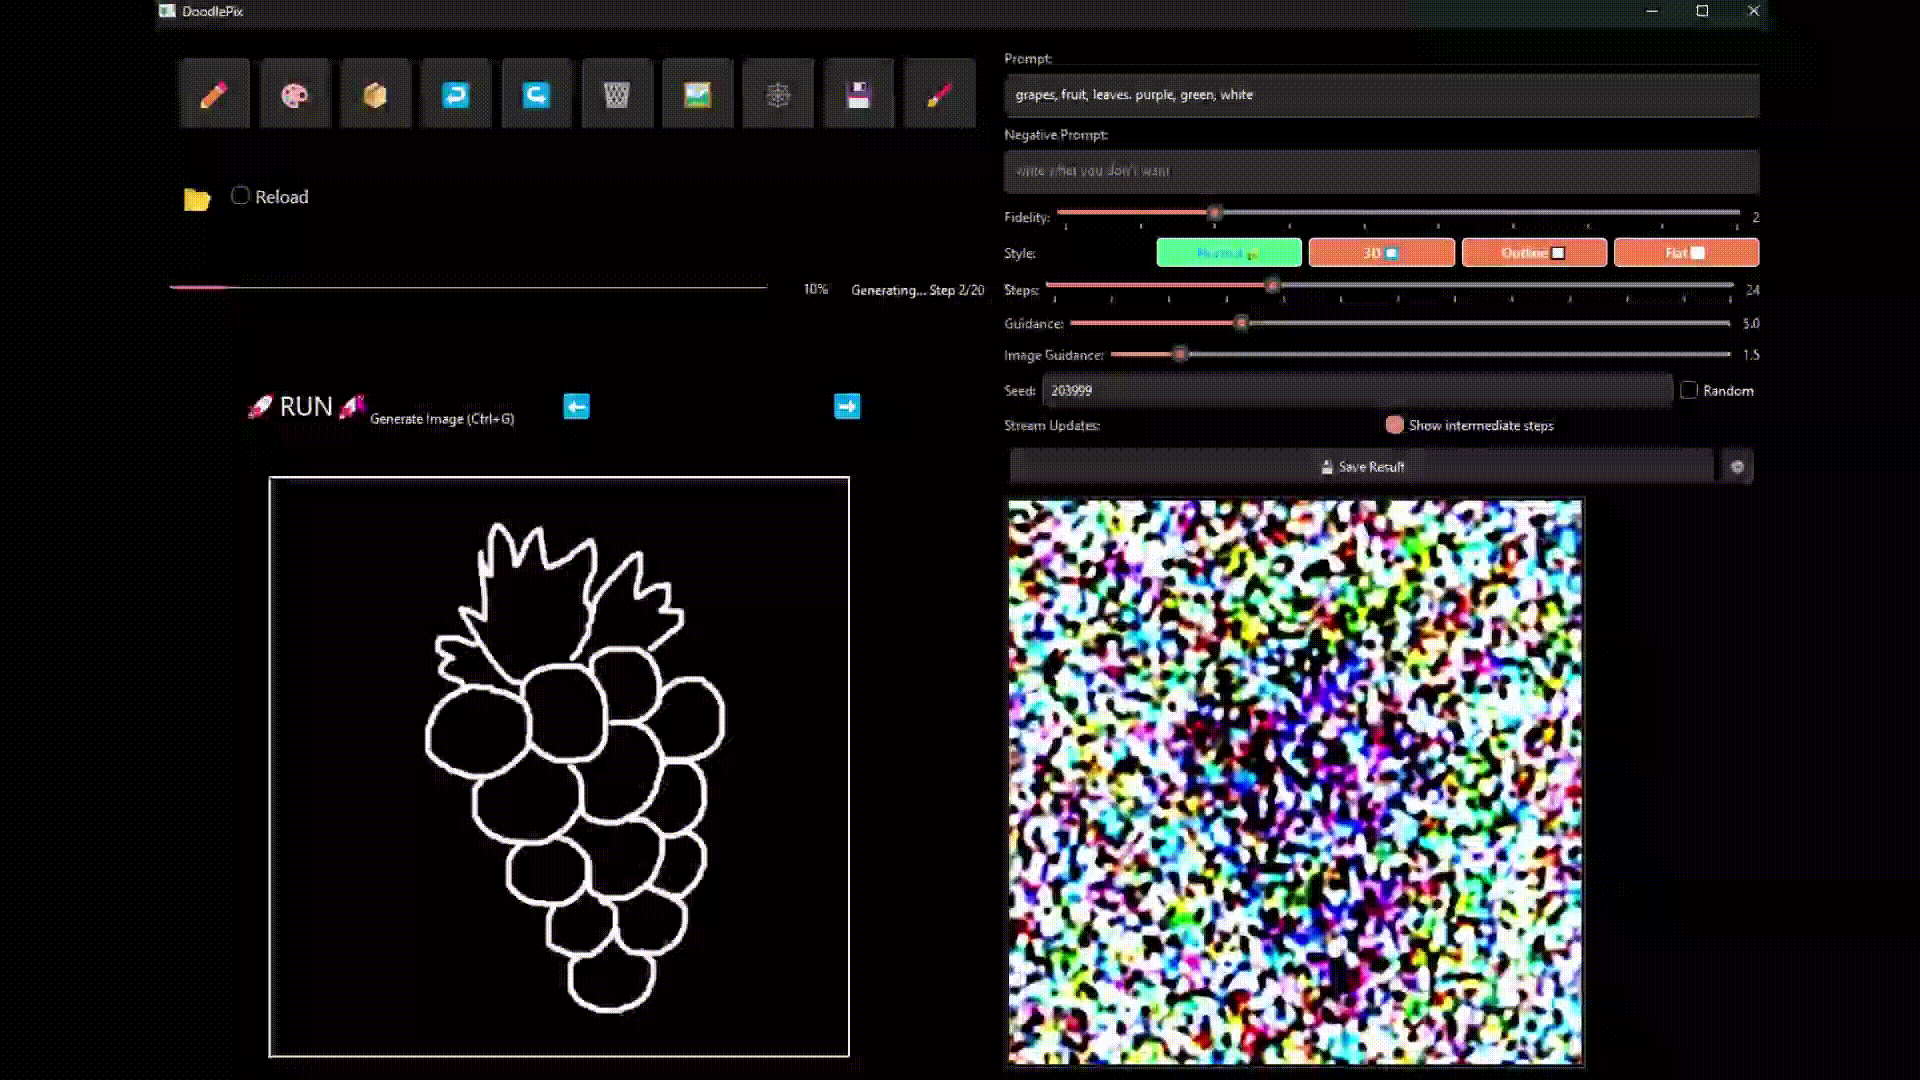 DoodlePix
Prompt:
grapes, fruit, leaves. purple, green, white
Negative Prompt:
write what you don't want
Reload
Fidelity: 2
Style: Normal 3D Outline Flat
10% Generating... Step 2/20
Steps: 24
Guidance: 5.0
Image Guidance: 1.5
Seed: 203999 Random
RUN
Generate Image (Ctrl+G)
Stream Updates: Show intermediate steps
Save Result